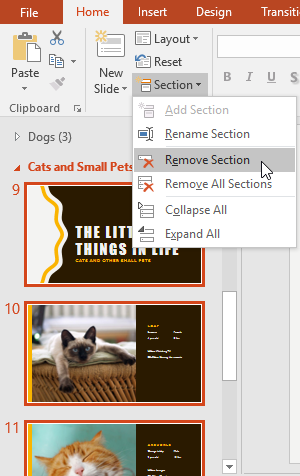 File Home Insert Design Transiti
Layout
Reset
Section
Paste
New
Slide
Clipboard
B I U S
Add Section
Rename Section
Remove Section
Remove All Sections
Collapse All
Expand All
Dogs (3)
Cats and Small Pets
9
THE LITT
THINGS IN LIFE
CATS AND OTHER SMALL PETS
10
11